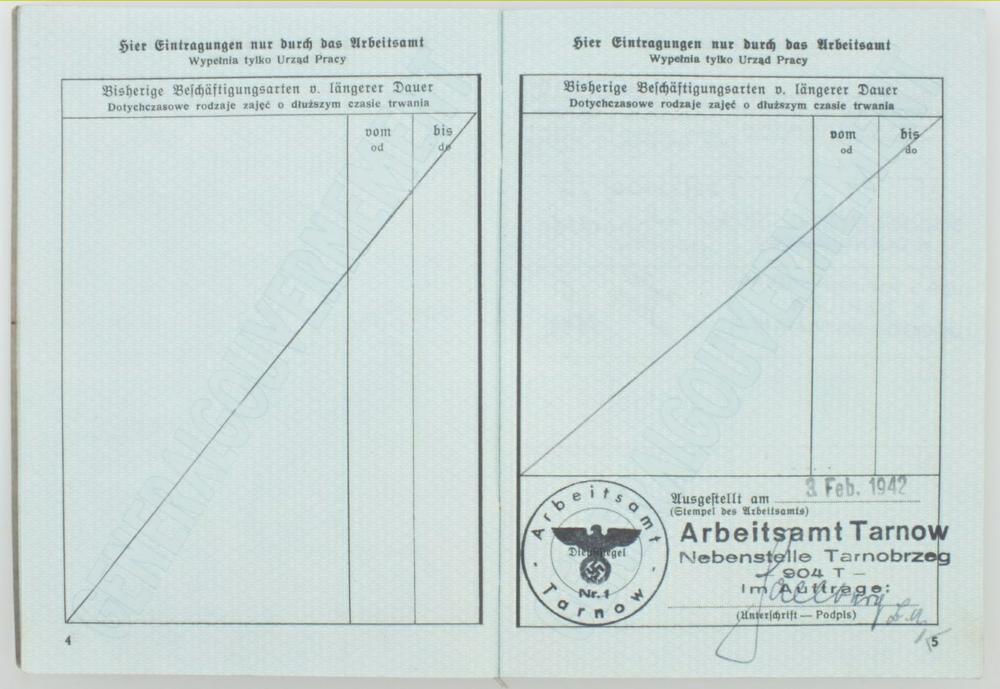 Hier Eintragungen nur durch das Arbeitsamt
Wypełnia tylko Urząd Pracy
Bisherige Beschäftigungsarten v. längerer Dauer
Dotychczasowe rodzaje zajęć o dłuższym czasie trwania
vom bis
od do
GENERALGOUVERNEMENT
4
Hier Eintragungen nur durch das Arbeitsamt
Wypełnia tylko Urząd Pracy
Bisherige Beschäftigungsarten v. längerer Dauer
Dotychczasowe rodzaje zajęć o dłuższym czasie trwania
vom bis
od do
GENERALGOUVERNEMENT
Ausgestellt am 3. Feb. 1942
(Stempel des Arbeitsamts)
Arbeitsamt Tarnow
Nebenstelle Tarnobrzeg
– 904 T –
Im Auftrage:
(Unterschrift — Podpis)
Arbeitsamt
Dienstsiegel
Nr. 1
- Tarnow -
5